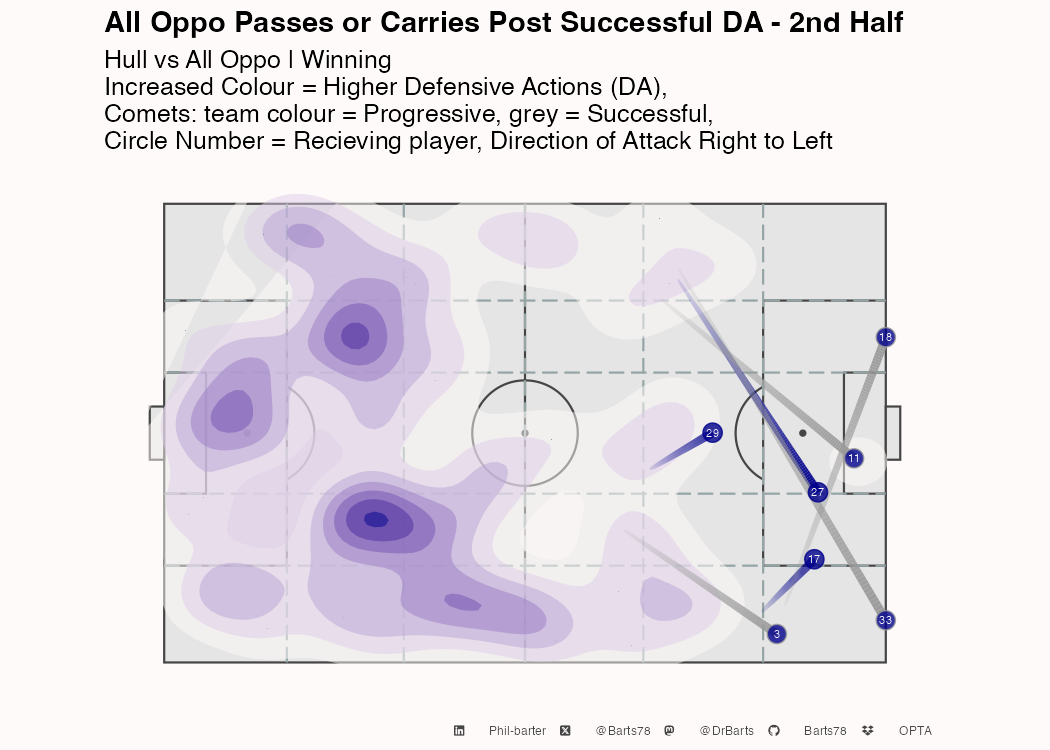 All Oppo Passes or Carries Post Successful DA - 2nd Half
Hull vs All Oppo | Winning
Increased Colour = Higher Defensive Actions (DA),
Comets: team colour = Progressive, grey = Successful,
Circle Number = Recieving player, Direction of Attack Right to Left
18
29
11
27
17
33
3
Phil-barter @Barts78 @DrBarts Barts78 OPTA